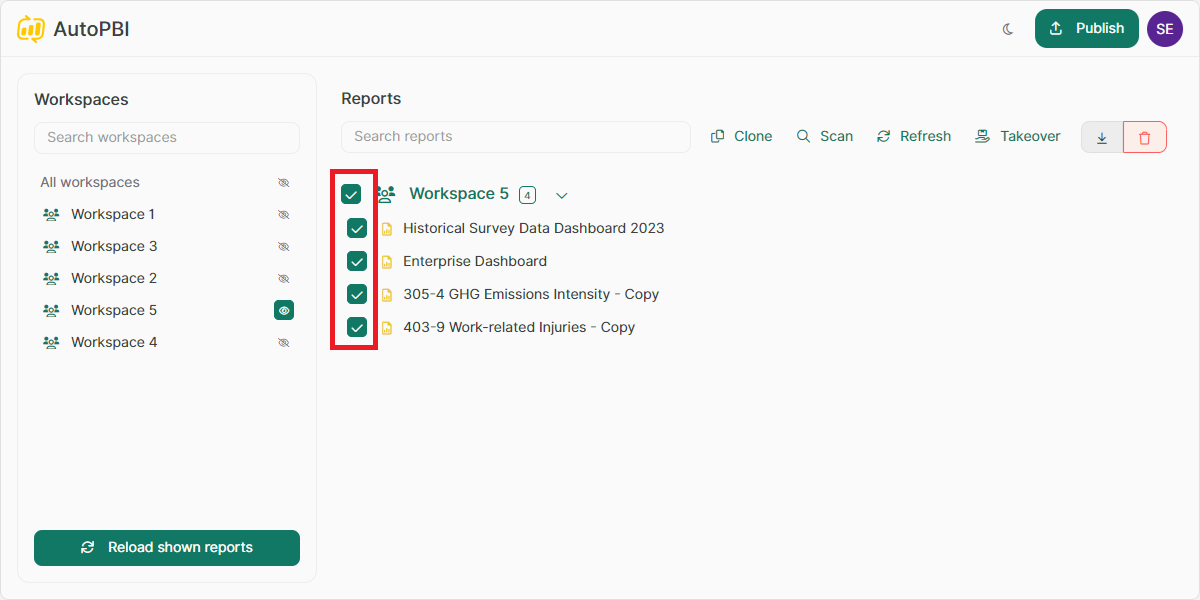 AutoPBI
Publish
SE
Workspaces
Search workspaces
All workspaces
Workspace 1
Workspace 3
Workspace 2
Workspace 5
Workspace 4
Reload shown reports
Reports
Search reports
Clone
Scan
Refresh
Takeover
Workspace 5 4
Historical Survey Data Dashboard 2023
Enterprise Dashboard
305-4 GHG Emissions Intensity - Copy
403-9 Work-related Injuries - Copy